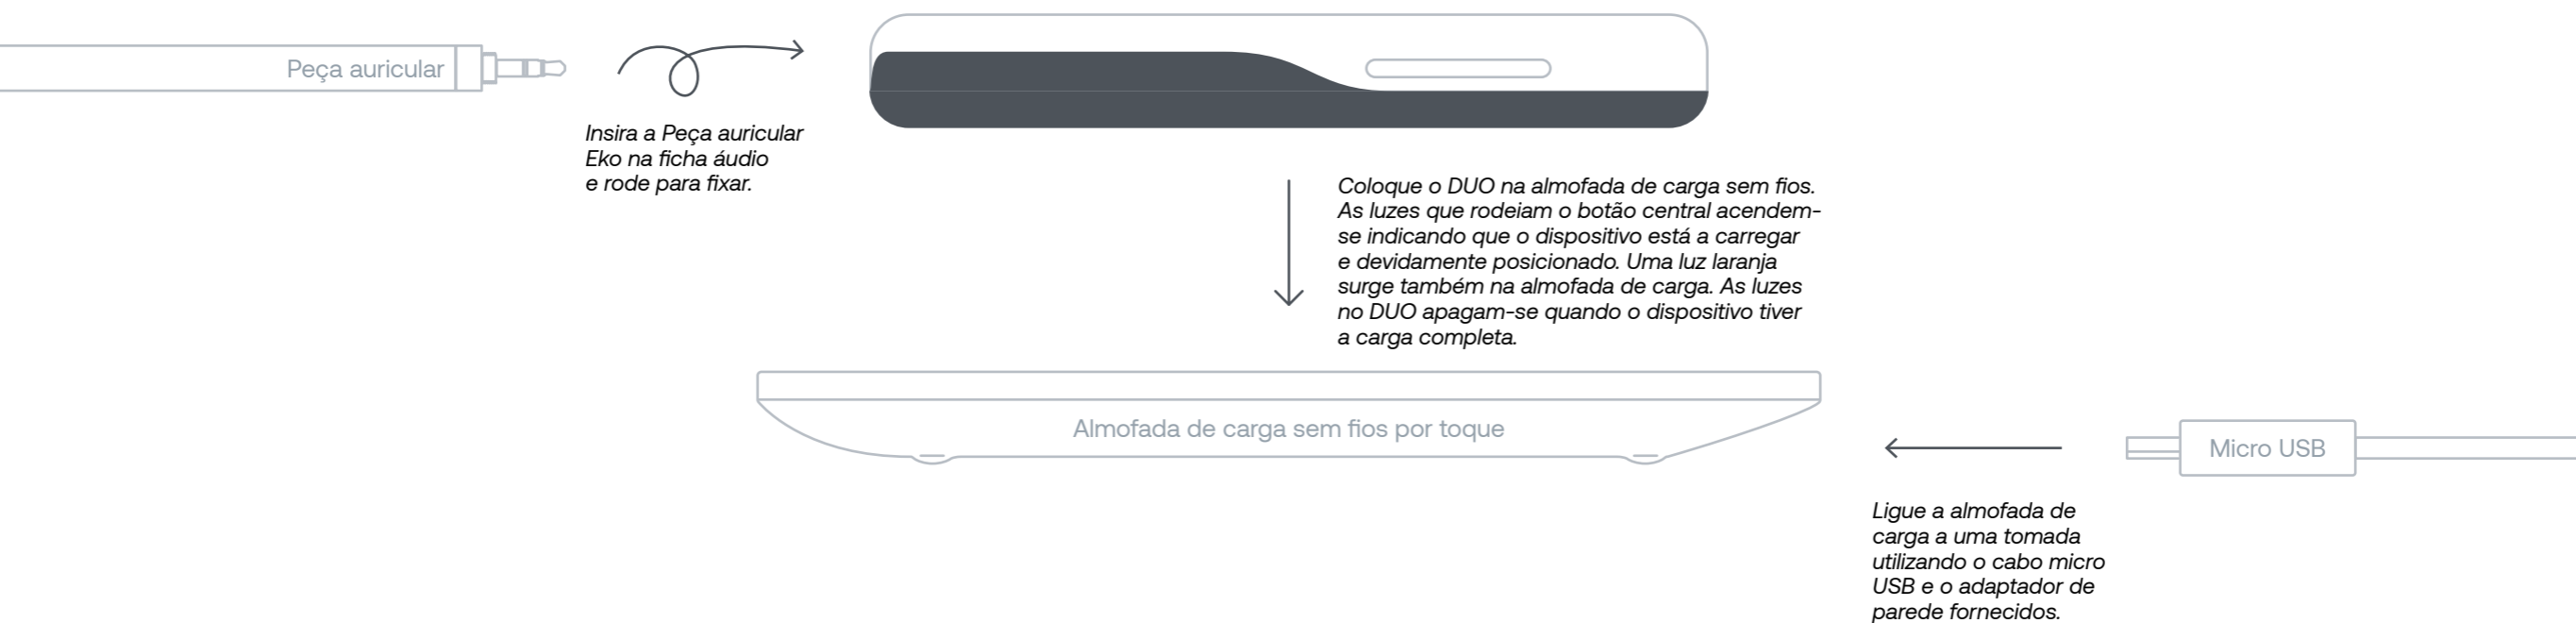 Peça auricular
Insira a Peça auricular
Eko na ficha áudio
e rode para fixar.
Coloque o DUO na almofada de carga sem fios.
As luzes que rodeiam o botão central acendem-
se indicando que o dispositivo está a carregar
e devidamente posicionado. Uma luz laranja
surge também na almofada de carga. As luzes
no DUO apagam-se quando o dispositivo tiver
a carga completa.
Almofada de carga sem fios por toque
Micro USB
Ligue a almofada de
carga a uma tomada
utilizando o cabo micro
USB e o adaptador de
parede fornecidos.